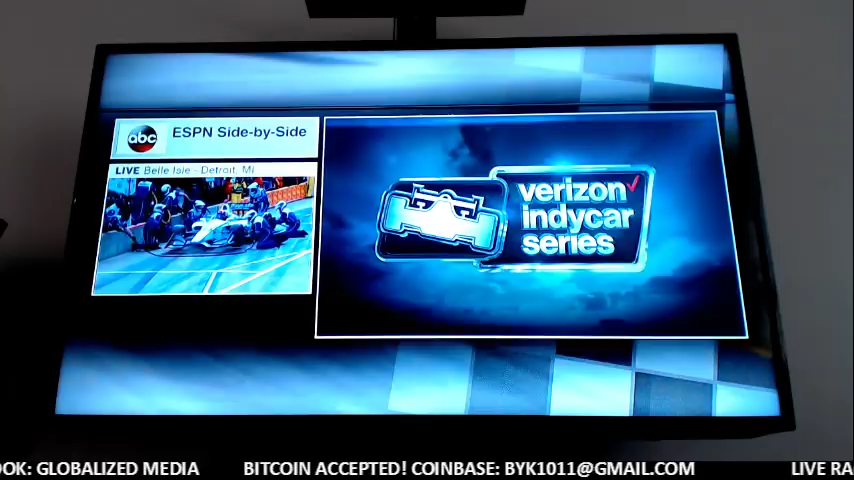 abc
ESPN Side-by-Side
LIVE Belle Isle - Detroit, MI
verizon
indycar
series
OOK: GLOBALIZED MEDIA BITCOIN ACCEPTED! COINBASE: BYK1011@GMAIL.COM LIVE RA